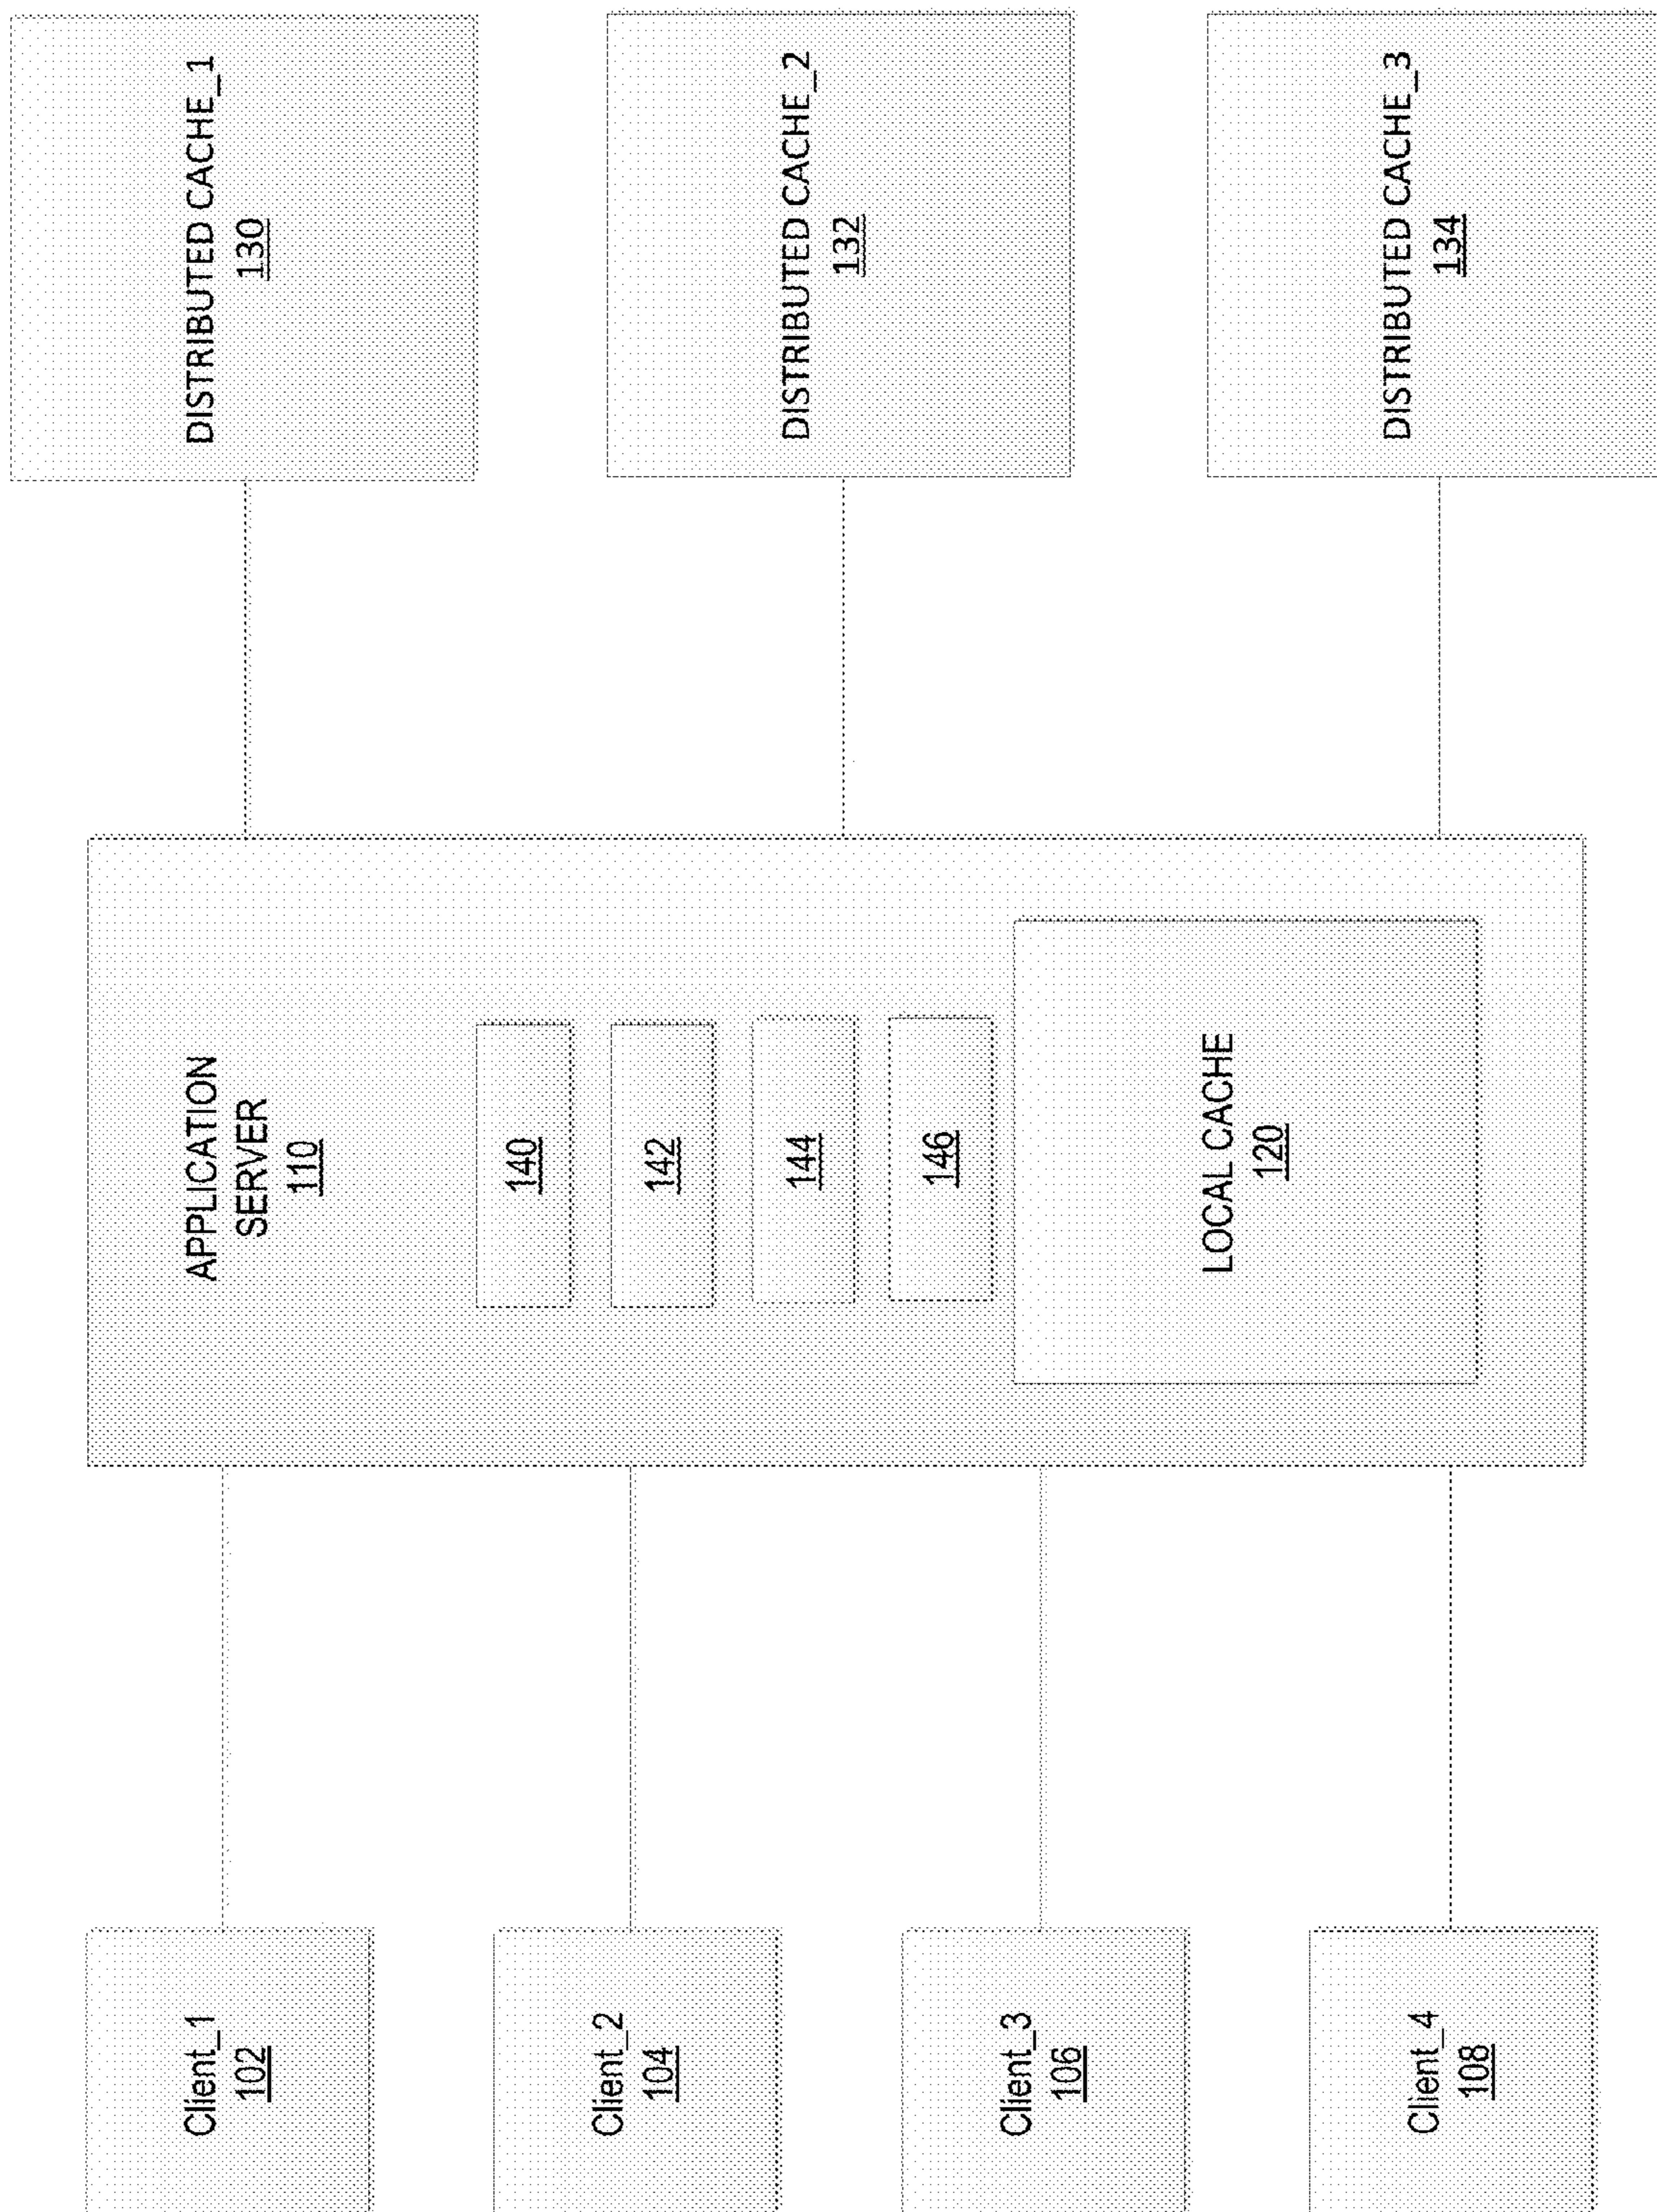 Client_1
102
Client_2
104
Client_3
106
Client_4
108
APPLICATION
SERVER
110
140
142
144
146
LOCAL CACHE
120
DISTRIBUTED CACHE_1
130
DISTRIBUTED CACHE_2
132
DISTRIBUTED CACHE_3
134